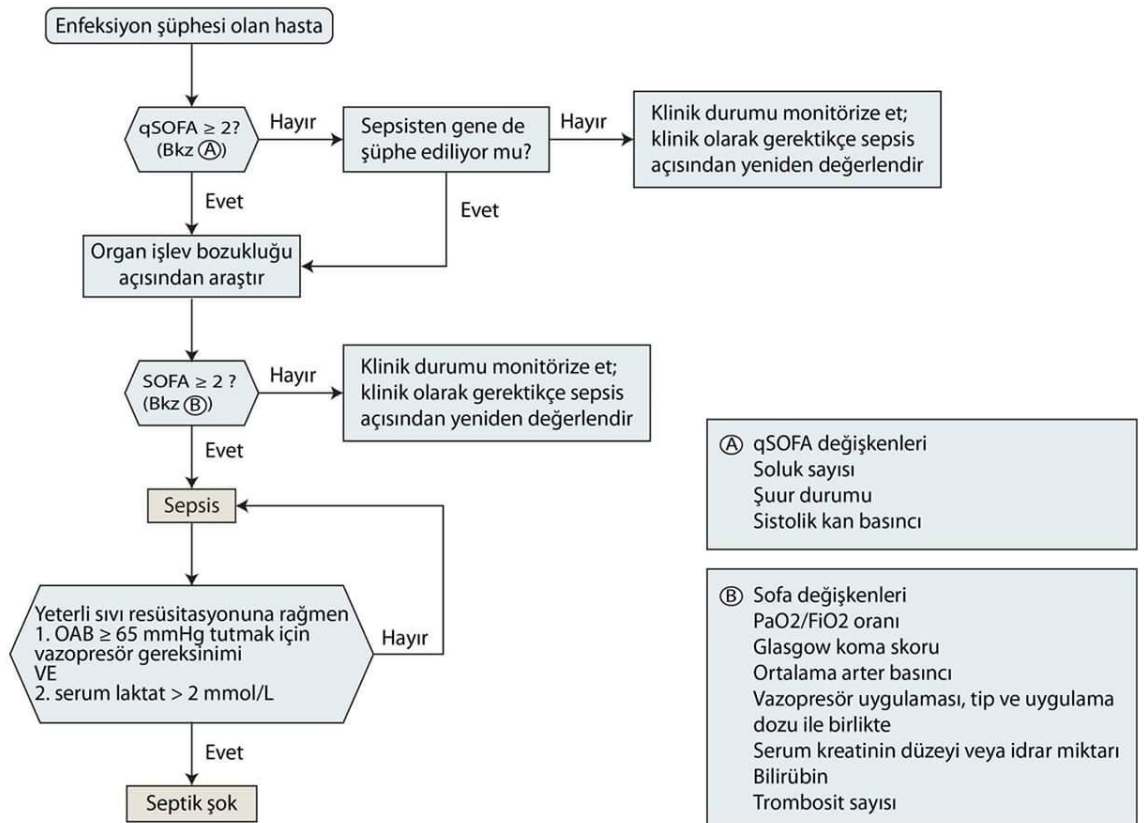 Enfeksiyon şüphesi olan hasta
qSOFA ≥ 2?
(Bkz Ⓐ)
Hayır
Sepsisten gene de
şüphe ediliyor mu?
Hayır
Klinik durumu monitörize et;
klinik olarak gerektikçe sepsis
açısından yeniden değerlendir
Evet
Evet
Organ işlev bozukluğu
açısından araştır
SOFA ≥ 2 ?
(Bkz Ⓑ)
Hayır
Klinik durumu monitörize et;
klinik olarak gerektikçe sepsis
açısından yeniden değerlendir
Evet
Sepsis
Yeterli sıvı resüsitasyonuna rağmen
1. OAB ≥ 65 mmHg tutmak için
vazopresör gereksinimi
VE
2. serum laktat > 2 mmol/L
Hayır
Evet
Septik şok
Ⓐ qSOFA değişkenleri
Soluk sayısı
Şuur durumu
Sistolik kan basıncı
Ⓑ Sofa değişkenleri
PaO2/FiO2 oranı
Glasgow koma skoru
Ortalama arter basıncı
Vazopresör uygulaması, tip ve uygulama
dozu ile birlikte
Serum kreatinin düzeyi veya idrar miktarı
Bilirübin
Trombosit sayısı